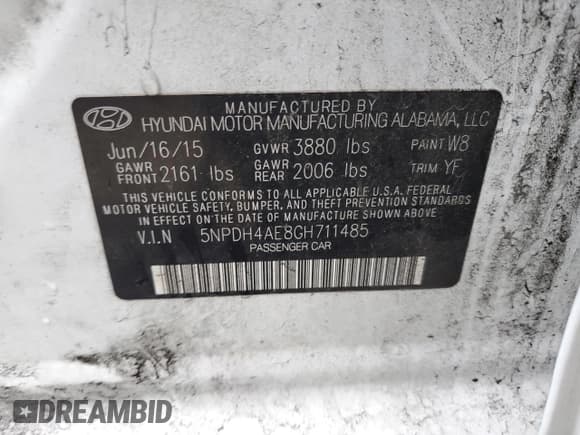 MANUFACTURED BY
HYUNDAI MOTOR MANUFACTURING ALABAMA, LLC
Jun/16/15 GVWR 3880 lbs PAINT W8
GAWR FRONT 2161 lbs GAWR REAR 2006 lbs TRIM YF
THIS VEHICLE CONFORMS TO ALL APPLICABLE U.S.A. FEDERAL
MOTOR VEHICLE SAFETY, BUMPER, AND THEFT PREVENTION STANDARDS
IN EFFECT ON THE DATE OF MANUFACTURE SHOWN ABOVE.
V.I.N 5NPDH4AE8GH711485
PASSENGER CAR
DREAMBID